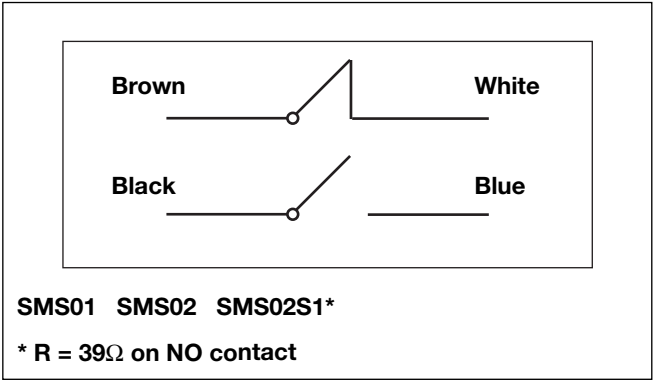 Brown White
Black Blue
SMS01 SMS02 SMS02S1*
* R = 39Ω on NO contact